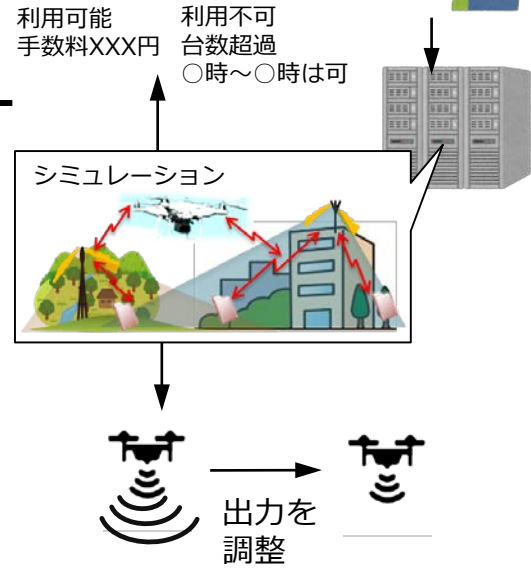 利用可能
手数料XXX円
利用不可
台数超過
○時～○時は可
シミュレーション
出力を
調整